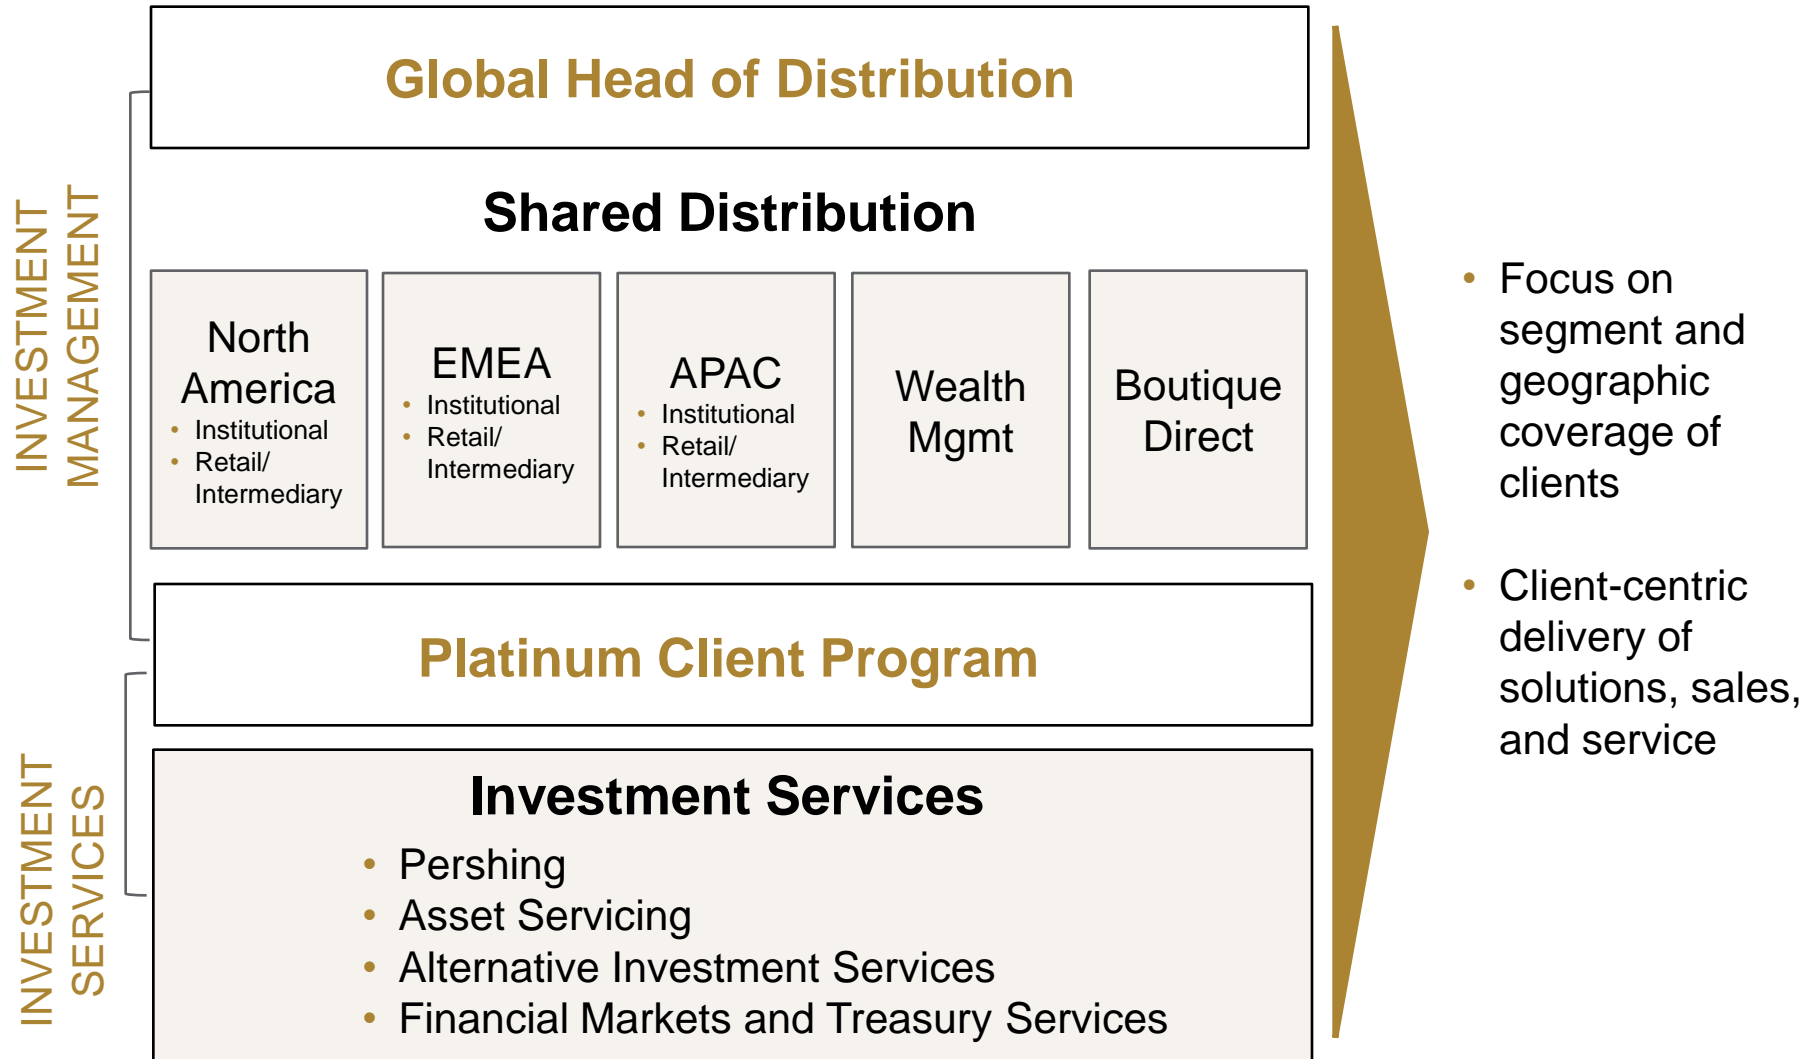 Global Head of Distribution
INVESTMENT
MANAGEMENT
Shared Distribution
North
America
• Institutional
• Retail/
Intermediary
EMEA
• Institutional
• Retail/
Intermediary
APAC
• Institutional
• Retail/
Intermediary
Wealth
Mgmt
Boutique
Direct
Platinum Client Program
INVESTMENT
SERVICES
Investment Services
• Pershing
• Asset Servicing
• Alternative Investment Services
• Financial Markets and Treasury Services
• Focus on
segment and
geographic
coverage of
clients
• Client-centric
delivery of
solutions, sales,
and service